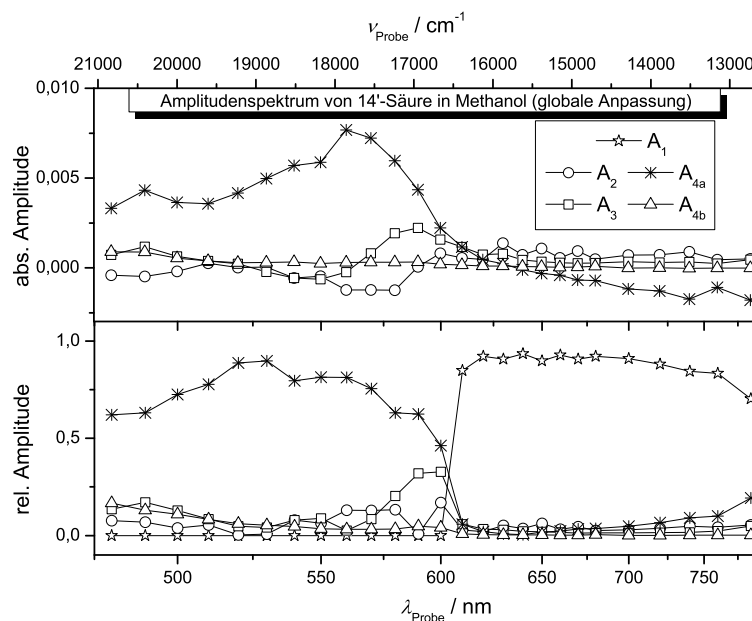 ν_Probe / cm⁻¹
21000 20000 19000 18000 17000 16000 15000 14000 13000
0,010
Amplitudenspektrum von 14'-Säure in Methanol (globale Anpassung)
A₁
A₂ A₄ₐ
A₃ A₄b
0,005
0,000
abs. Amplitude
1,0
0,5
0,0
rel. Amplitude
500 550 600 650 700 750
λ_Probe / nm